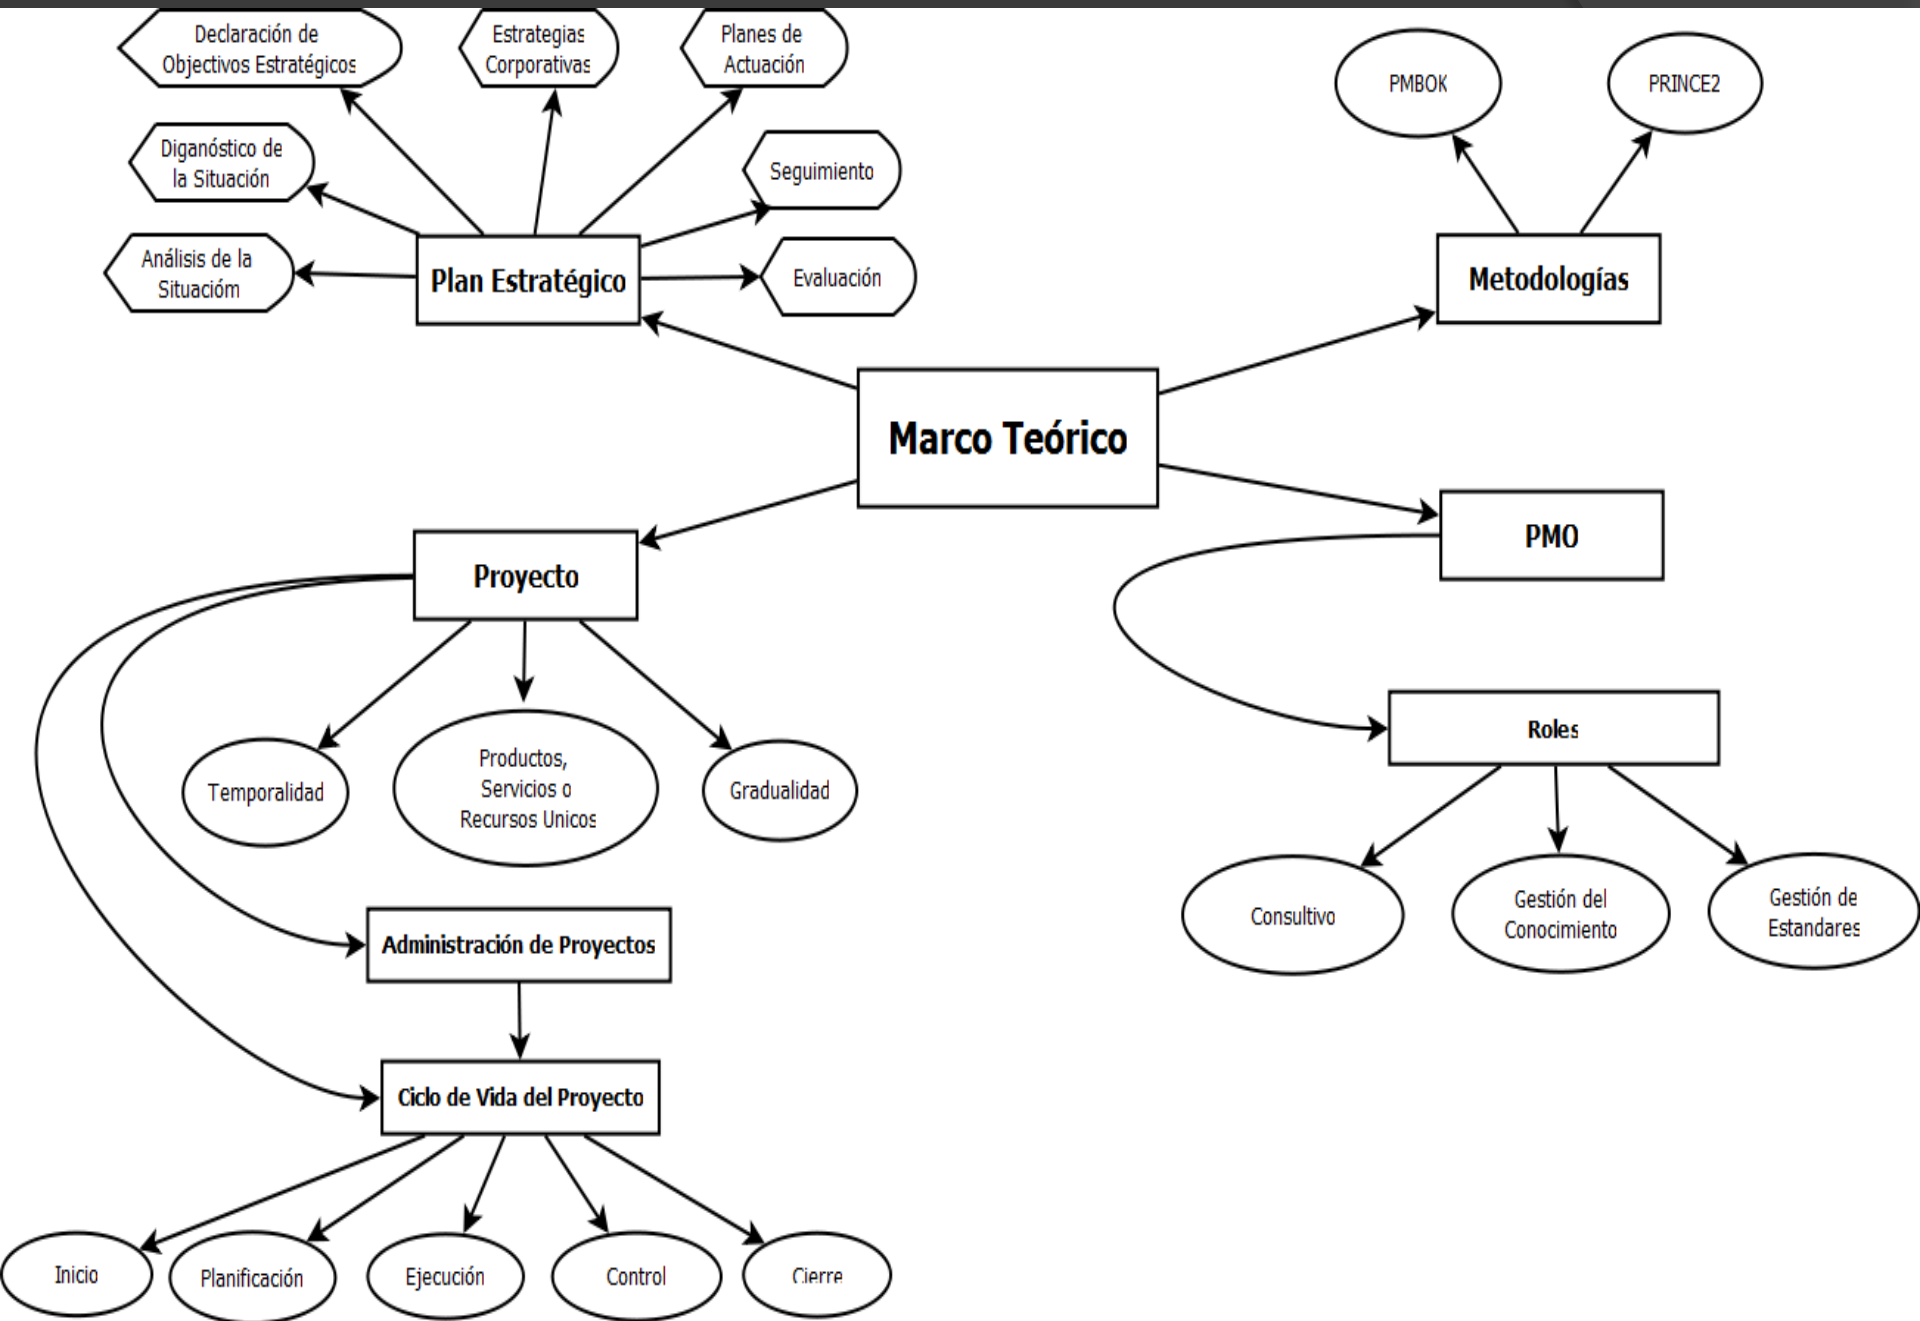 Declaración de
Objectivos Estratégicos
Estrategias
Corporativas
Planes de
Actuación
PMBOK
PRINCE2
Diganóstico de
la Situación
Seguimiento
Análisis de la
Situacióm
Plan Estratégico
Evaluación
Metodologías
Marco Teórico
PMO
Proyecto
Roles
Temporalidad
Productos,
Servicios o
Recursos Unicos
Gradualidad
Consultivo
Gestión del
Conocimiento
Gestión de
Estandares
Administración de Proyectos
Ciclo de Vida del Proyecto
Inicio
Planificación
Ejecución
Control
Cierre